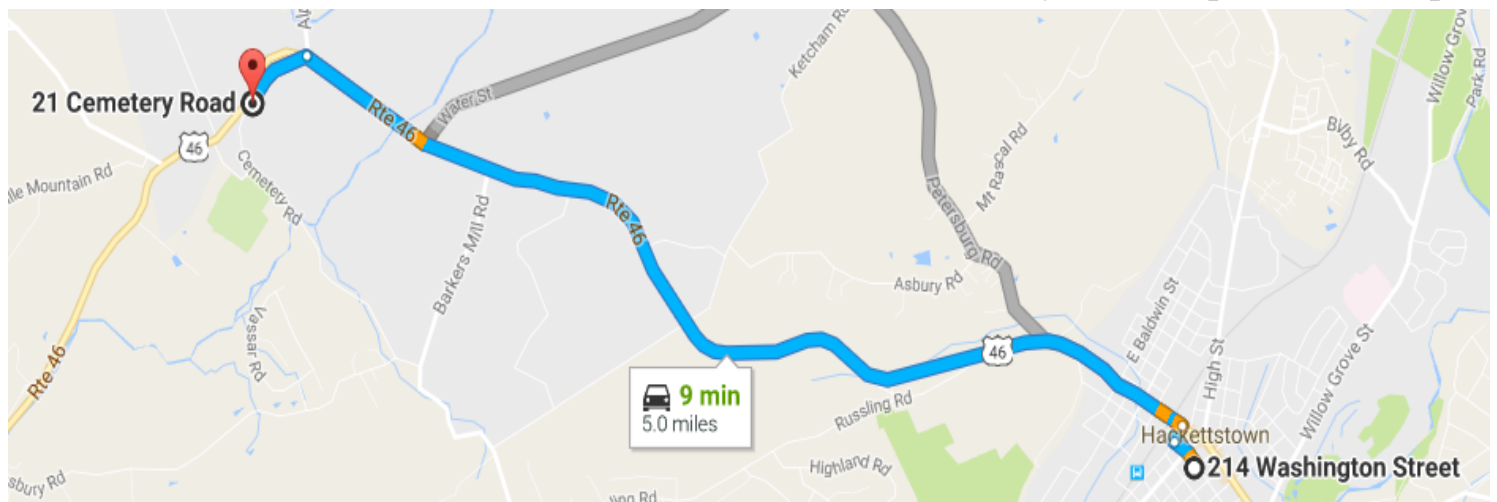 Willow Grove
Park Rd
Ketcham Rd
21 Cemetery Road
Rte 46
Water St
46
Mt Rascal Rd
Bilby Rd
Cemetery Rd
Rte 46
Petersburg Rd
Barkers Mill Rd
Asbury Rd
E Baldwin St
High St
Vassar Rd
46
Rte 46
Willow Grove St
9 min
5.0 miles
Russling Rd
Hackettstown
Highland Rd
214 Washington Street